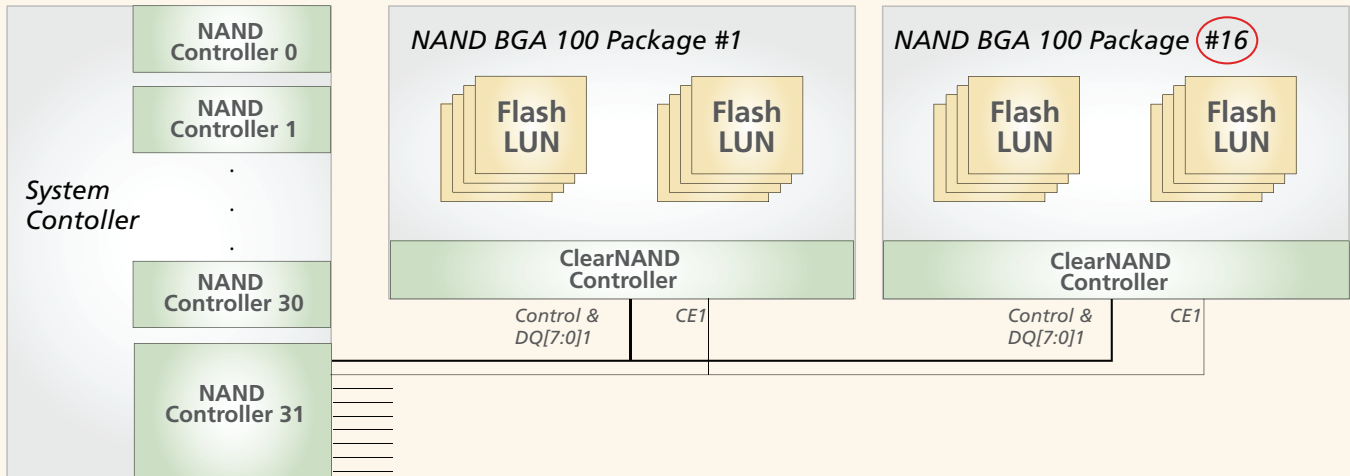 NAND
Controller 0
NAND
Controller 1
System
Contoller
NAND
Controller 30
NAND
Controller 31
NAND BGA 100 Package #1
Flash
LUN
Flash
LUN
ClearNAND
Controller
Control &
DQ[7:0]1
CE1
NAND BGA 100 Package #16
Flash
LUN
Flash
LUN
ClearNAND
Controller
Control &
DQ[7:0]1
CE1